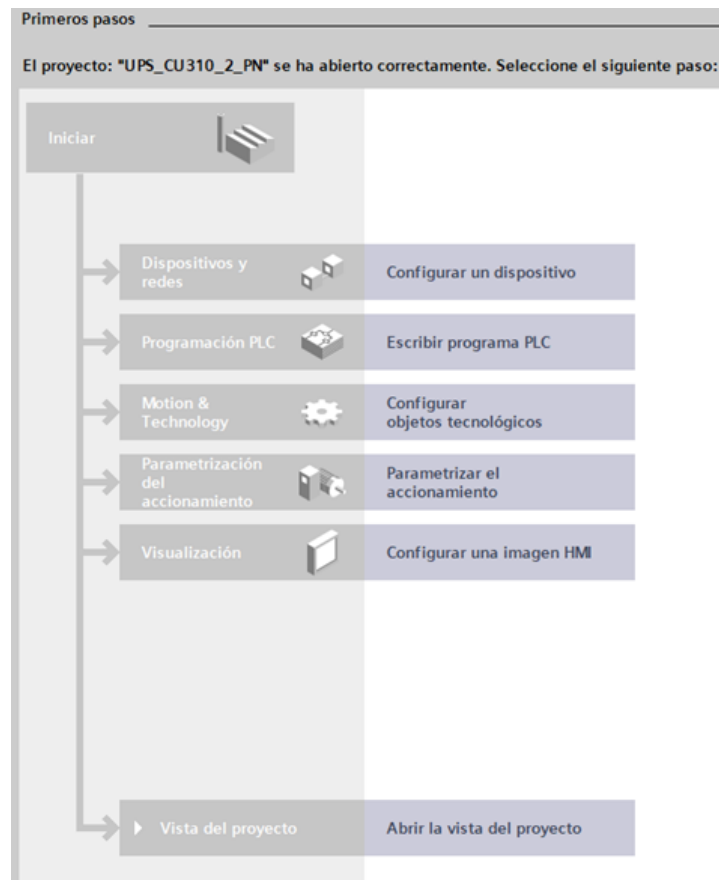 Primeros pasos
El proyecto: "UPS_CU310_2_PN" se ha abierto correctamente. Seleccione el siguiente paso:
Iniciar
Dispositivos y
redes
Configurar un dispositivo
Programación PLC
Escribir programa PLC
Motion &
Technology
Configurar
objetos tecnológicos
Parametrización
del
accionamiento
Parametrizar el
accionamiento
Visualización
Configurar una imagen HMI
Vista del proyecto
Abrir la vista del proyecto